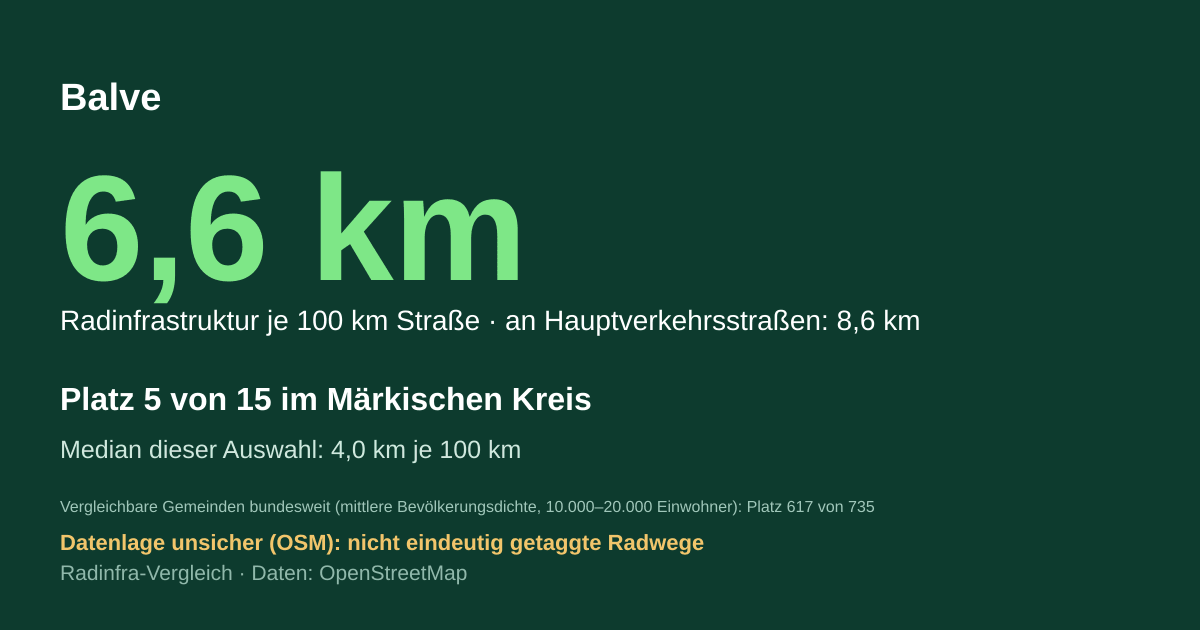 Balve
6,6 km
Radinfrastruktur je 100 km Straße · an Hauptverkehrsstraßen: 8,6 km
Platz 5 von 15 im Märkischen Kreis
Median dieser Auswahl: 4,0 km je 100 km
Vergleichbare Gemeinden bundesweit (mittlere Bevölkerungsdichte, 10.000–20.000 Einwohner): Platz 617 von 735
Datenlage unsicher (OSM): nicht eindeutig getaggte Radwege
Radinfra-Vergleich · Daten: OpenStreetMap